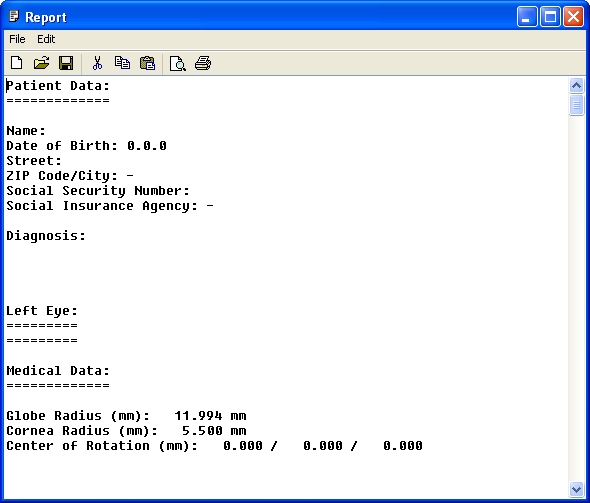 Report
File Edit
Patient Data:
=============
Name:
Date of Birth: 0.0.0
Street:
ZIP Code/City: -
Social Security Number:
Social Insurance Agency: -
Diagnosis:
Left Eye:
=========
=========
Medical Data:
=============
Globe Radius (mm):   11.994 mm
Cornea Radius (mm):   5.500 mm
Center of Rotation (mm):   0.000 /   0.000 /   0.000